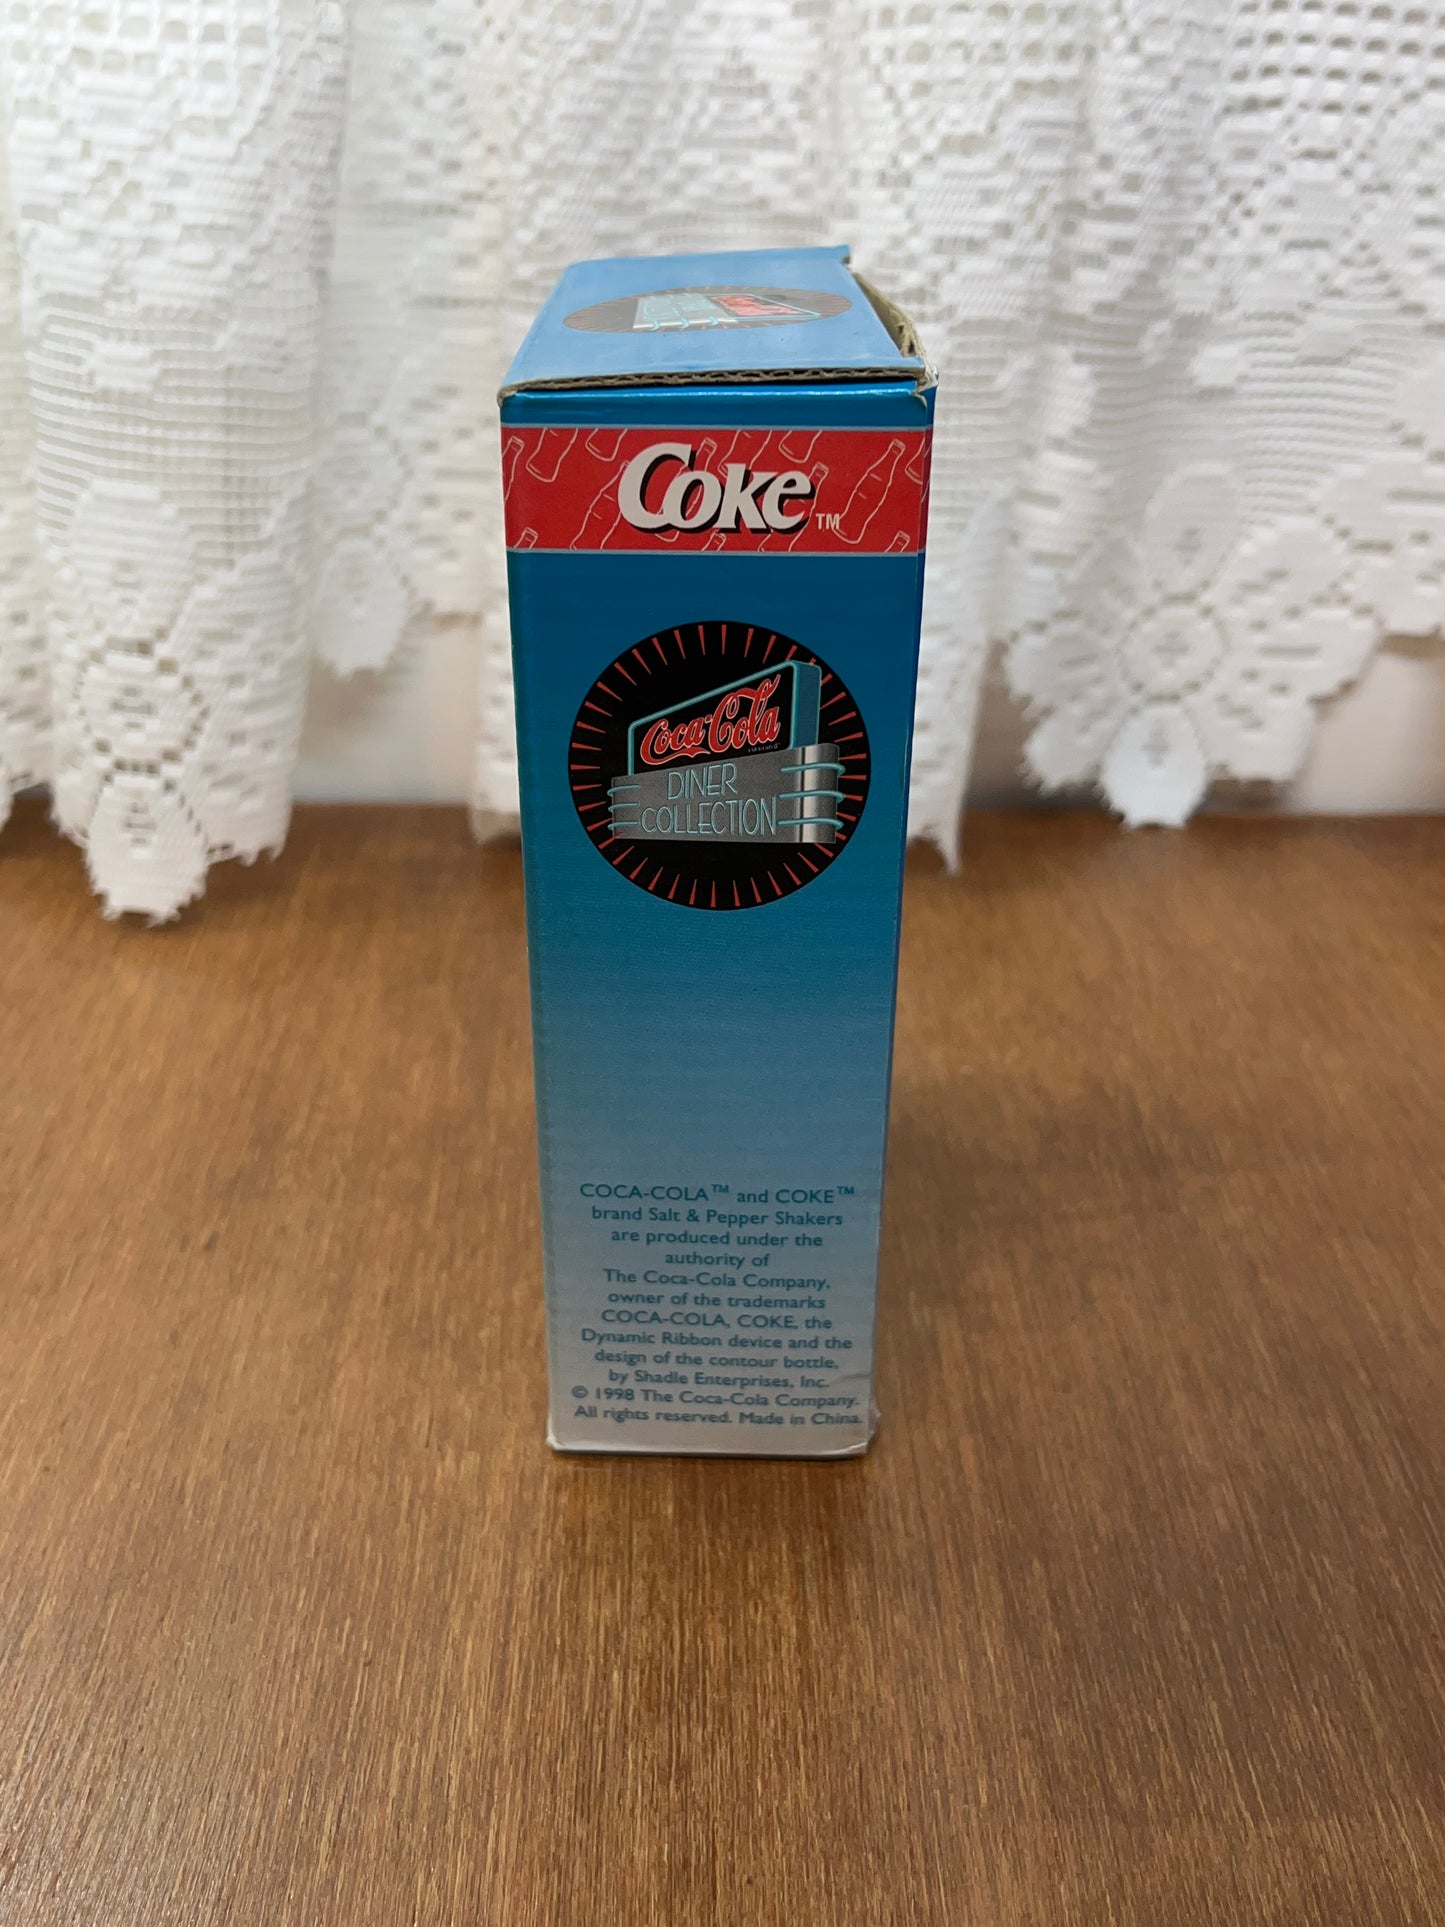 Coke™
Coca-Cola
DINER
COLLECTION
COCA-COLA™ and COKE™
brand Salt & Pepper Shakers
are produced under the
authority of
The Coca-Cola Company,
owner of the trademarks
COCA-COLA, COKE, the
Dynamic Ribbon device and the
design of the contour bottle,
by Shadle Enterprises, Inc.
© 1998 The Coca-Cola Company.
All rights reserved. Made in China.